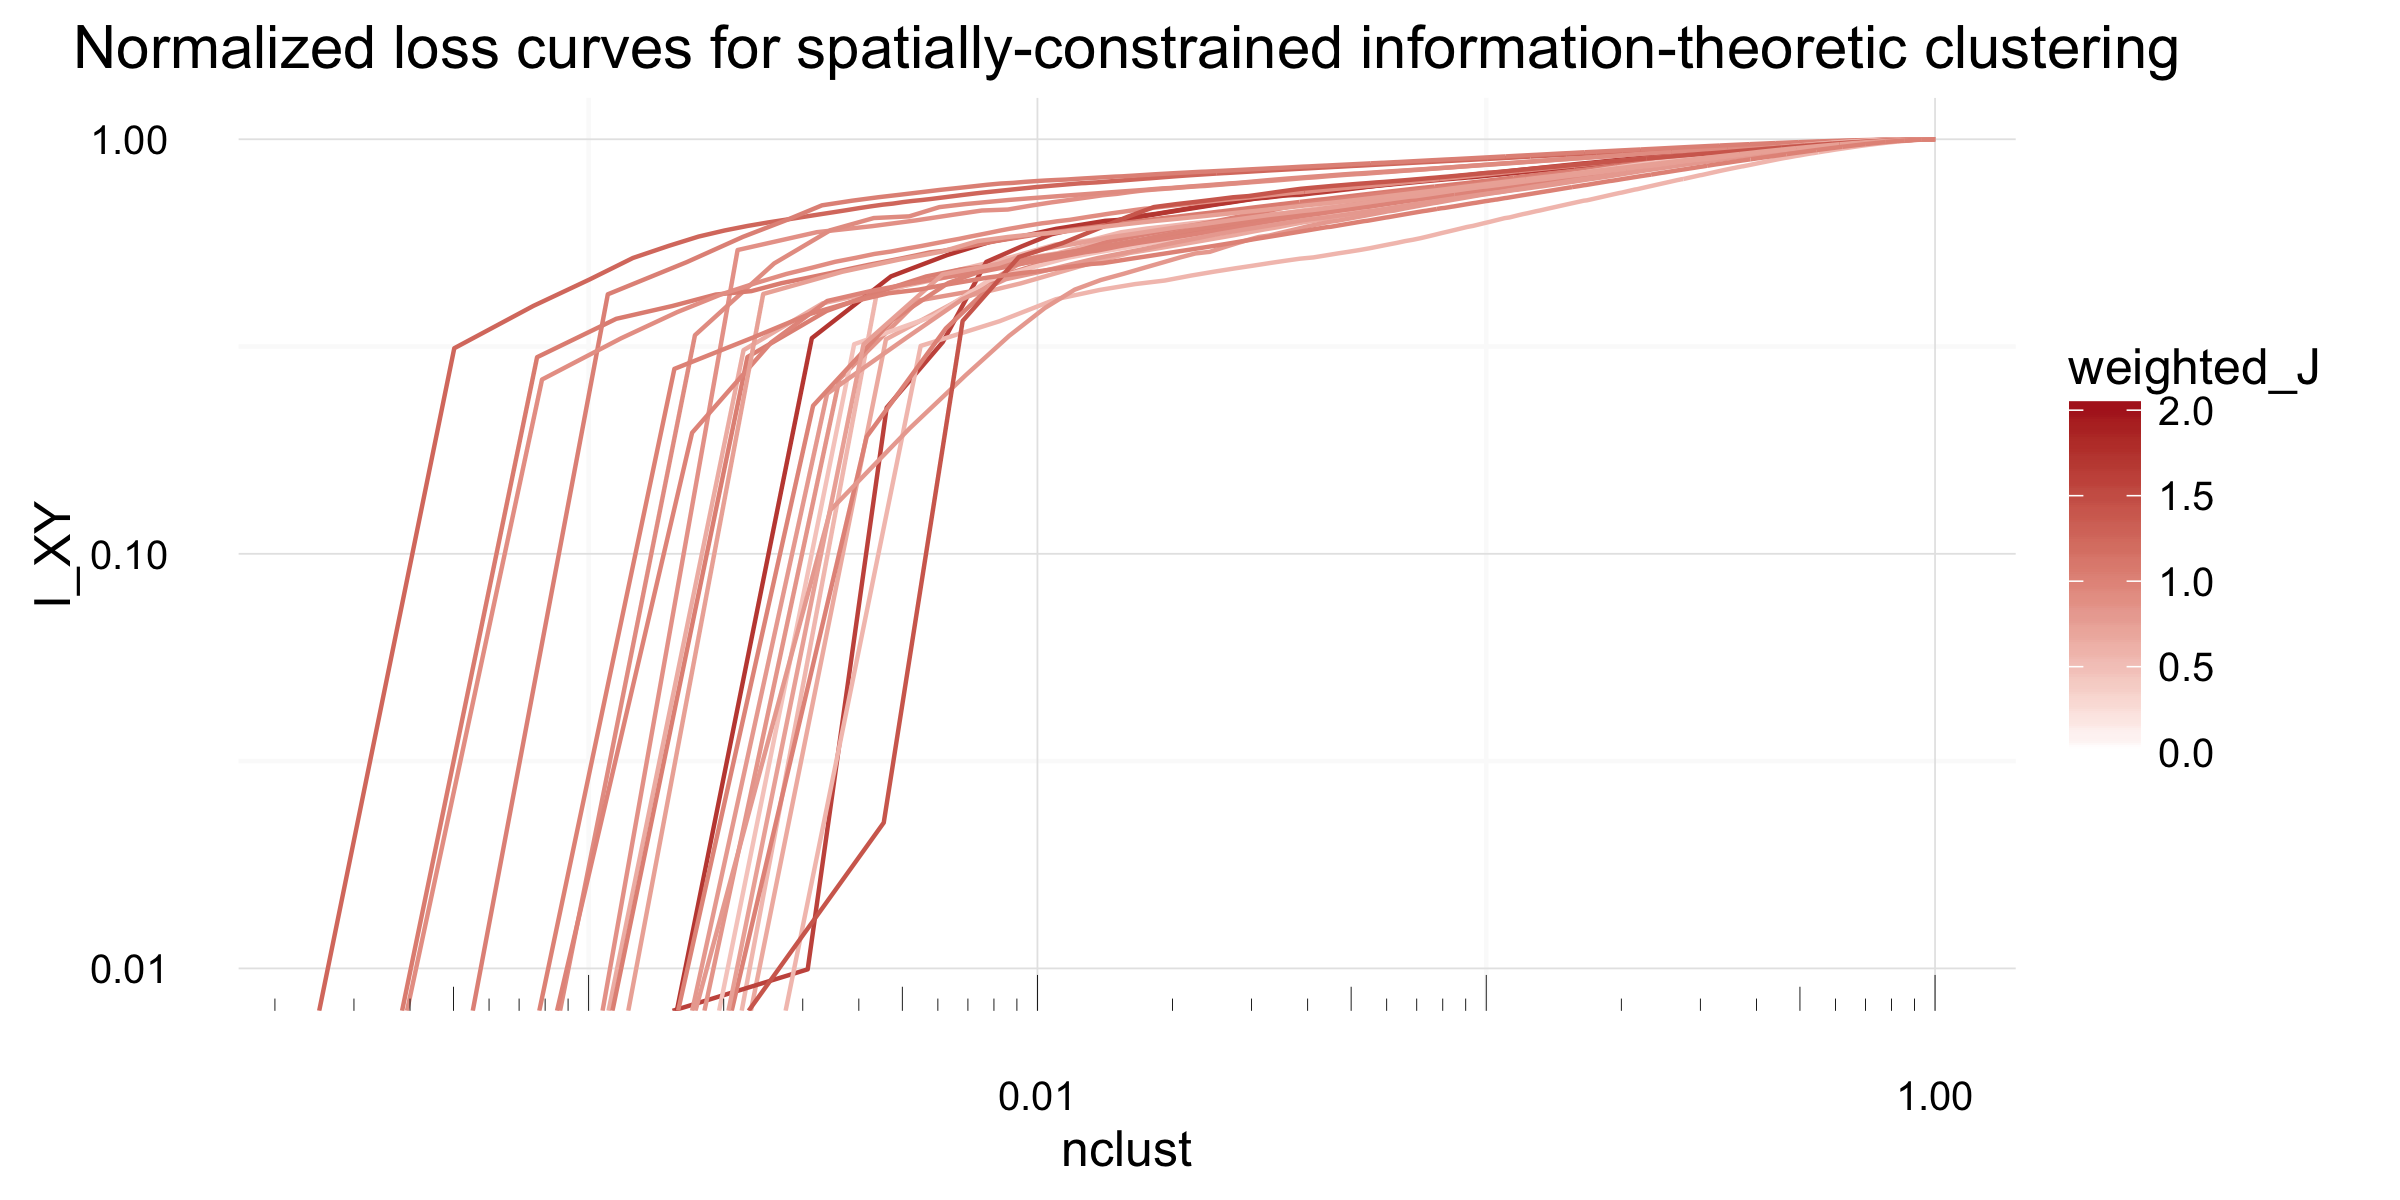 Normalized loss curves for spatially-constrained information-theoretic clustering
1.00
0.10
0.01
I_XY
0.01
1.00
nclust
weighted_J
2.0
1.5
1.0
0.5
0.0